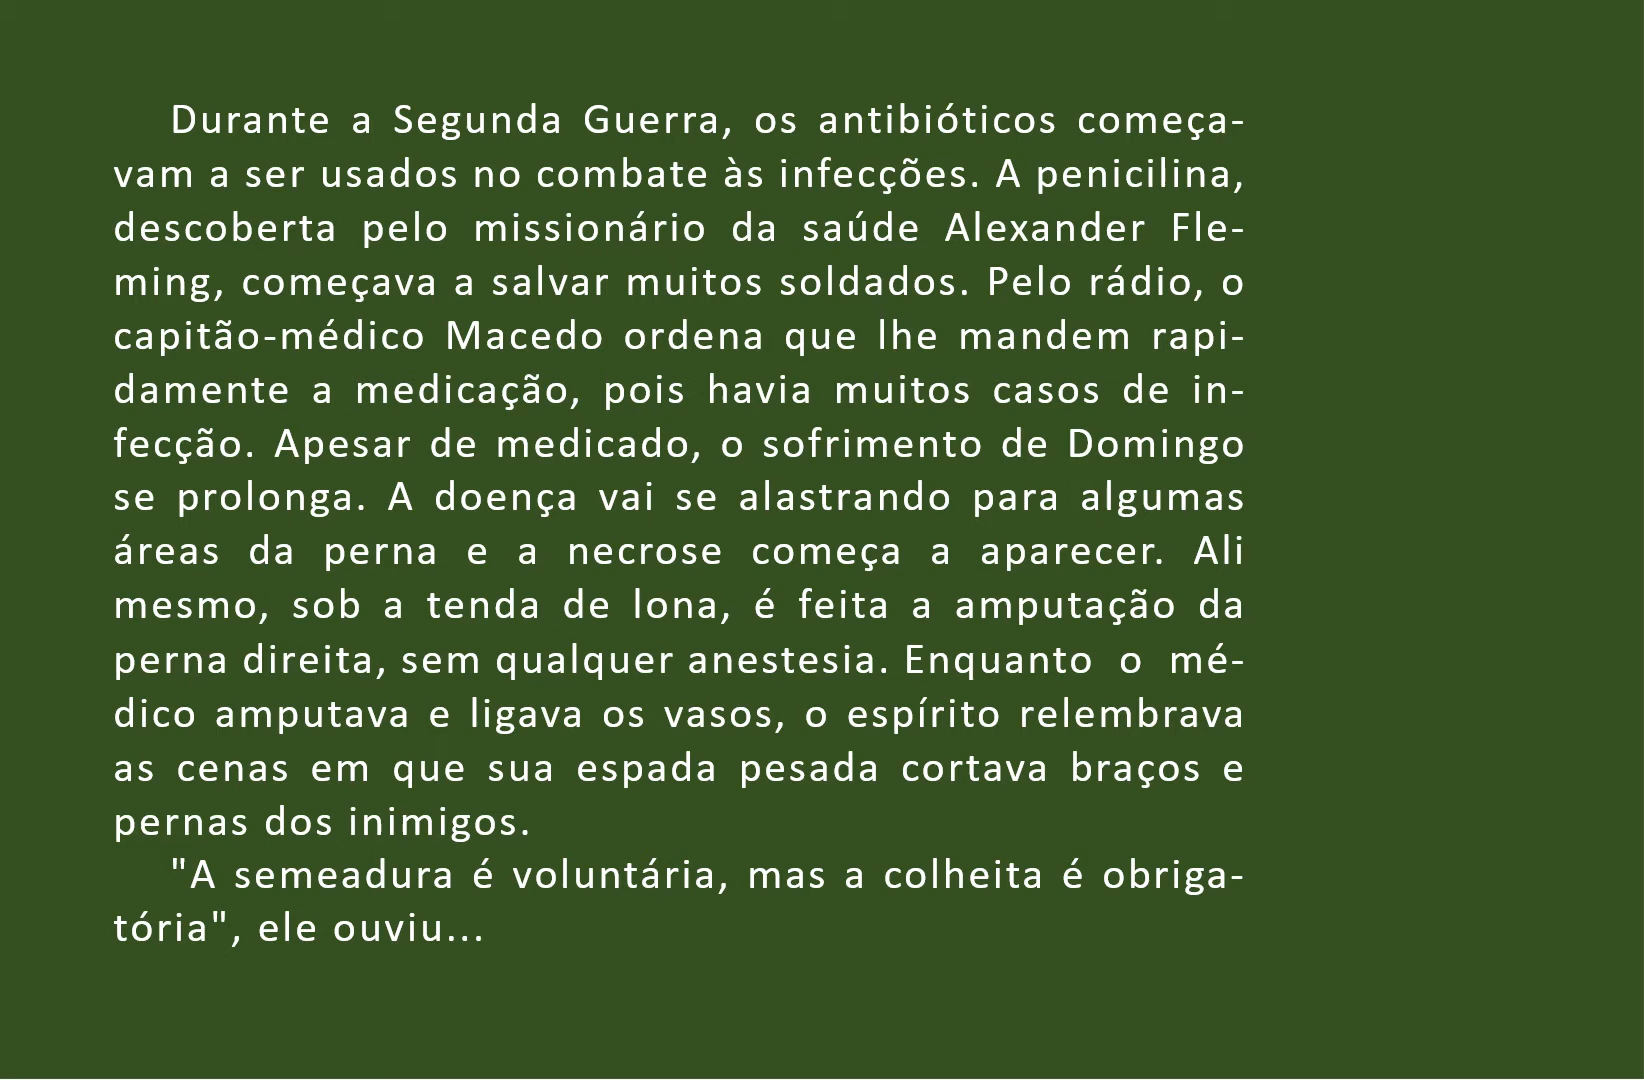 Durante a Segunda Guerra, os antibióticos começa-
vam a ser usados no combate às infecções. A penicilina,
descoberta pelo missionário da saúde Alexander Fle-
ming, começava a salvar muitos soldados. Pelo rádio, o
capitão-médico Macedo ordena que lhe mandem rapi-
damente a medicação, pois havia muitos casos de in-
fecção. Apesar de medicado, o sofrimento de Domingo
se prolonga. A doença vai se alastrando para algumas
áreas da perna e a necrose começa a aparecer. Ali
mesmo, sob a tenda de lona, é feita a amputação da
perna direita, sem qualquer anestesia. Enquanto o mé-
dico amputava e ligava os vasos, o espírito relembrava
as cenas em que sua espada pesada cortava braços e
pernas dos inimigos.
"A semeadura é voluntária, mas a colheita é obriga-
tória", ele ouviu...